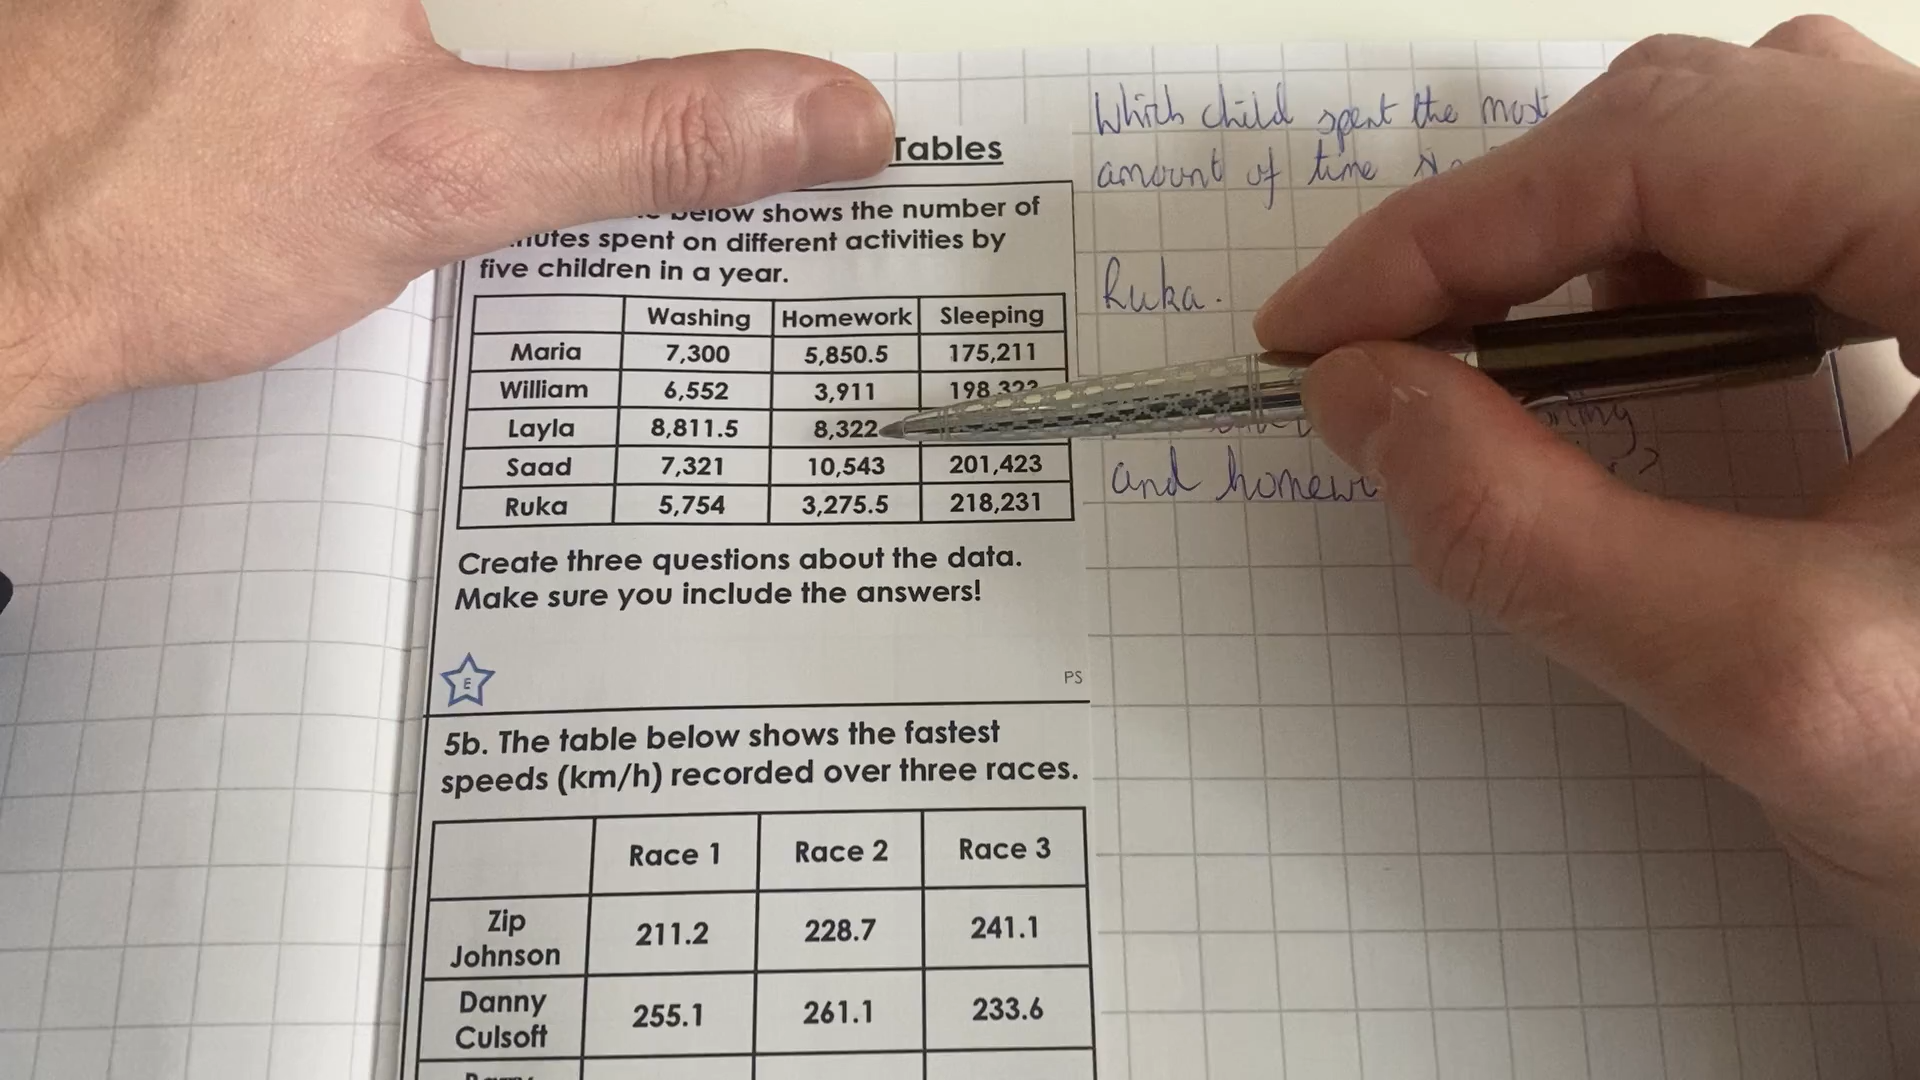 Tables
below shows the number of
spent on different activities by
five children in a year.
Washing Homework Sleeping
Maria 7,300 5,850.5 175,211
William 6,552 3,911 198,322
Layla 8,811.5 8,322
Saad 7,321 10,543 201,423
Ruka 5,754 3,275.5 218,231
Create three questions about the data.
Make sure you include the answers!
E
PS
5b. The table below shows the fastest
speeds (km/h) recorded over three races.
Race 1 Race 2 Race 3
Zip
Johnson 211.2 228.7 241.1
Danny
Culsoft 255.1 261.1 233.6
Which child spent the most
amount of time
Ruka.
and